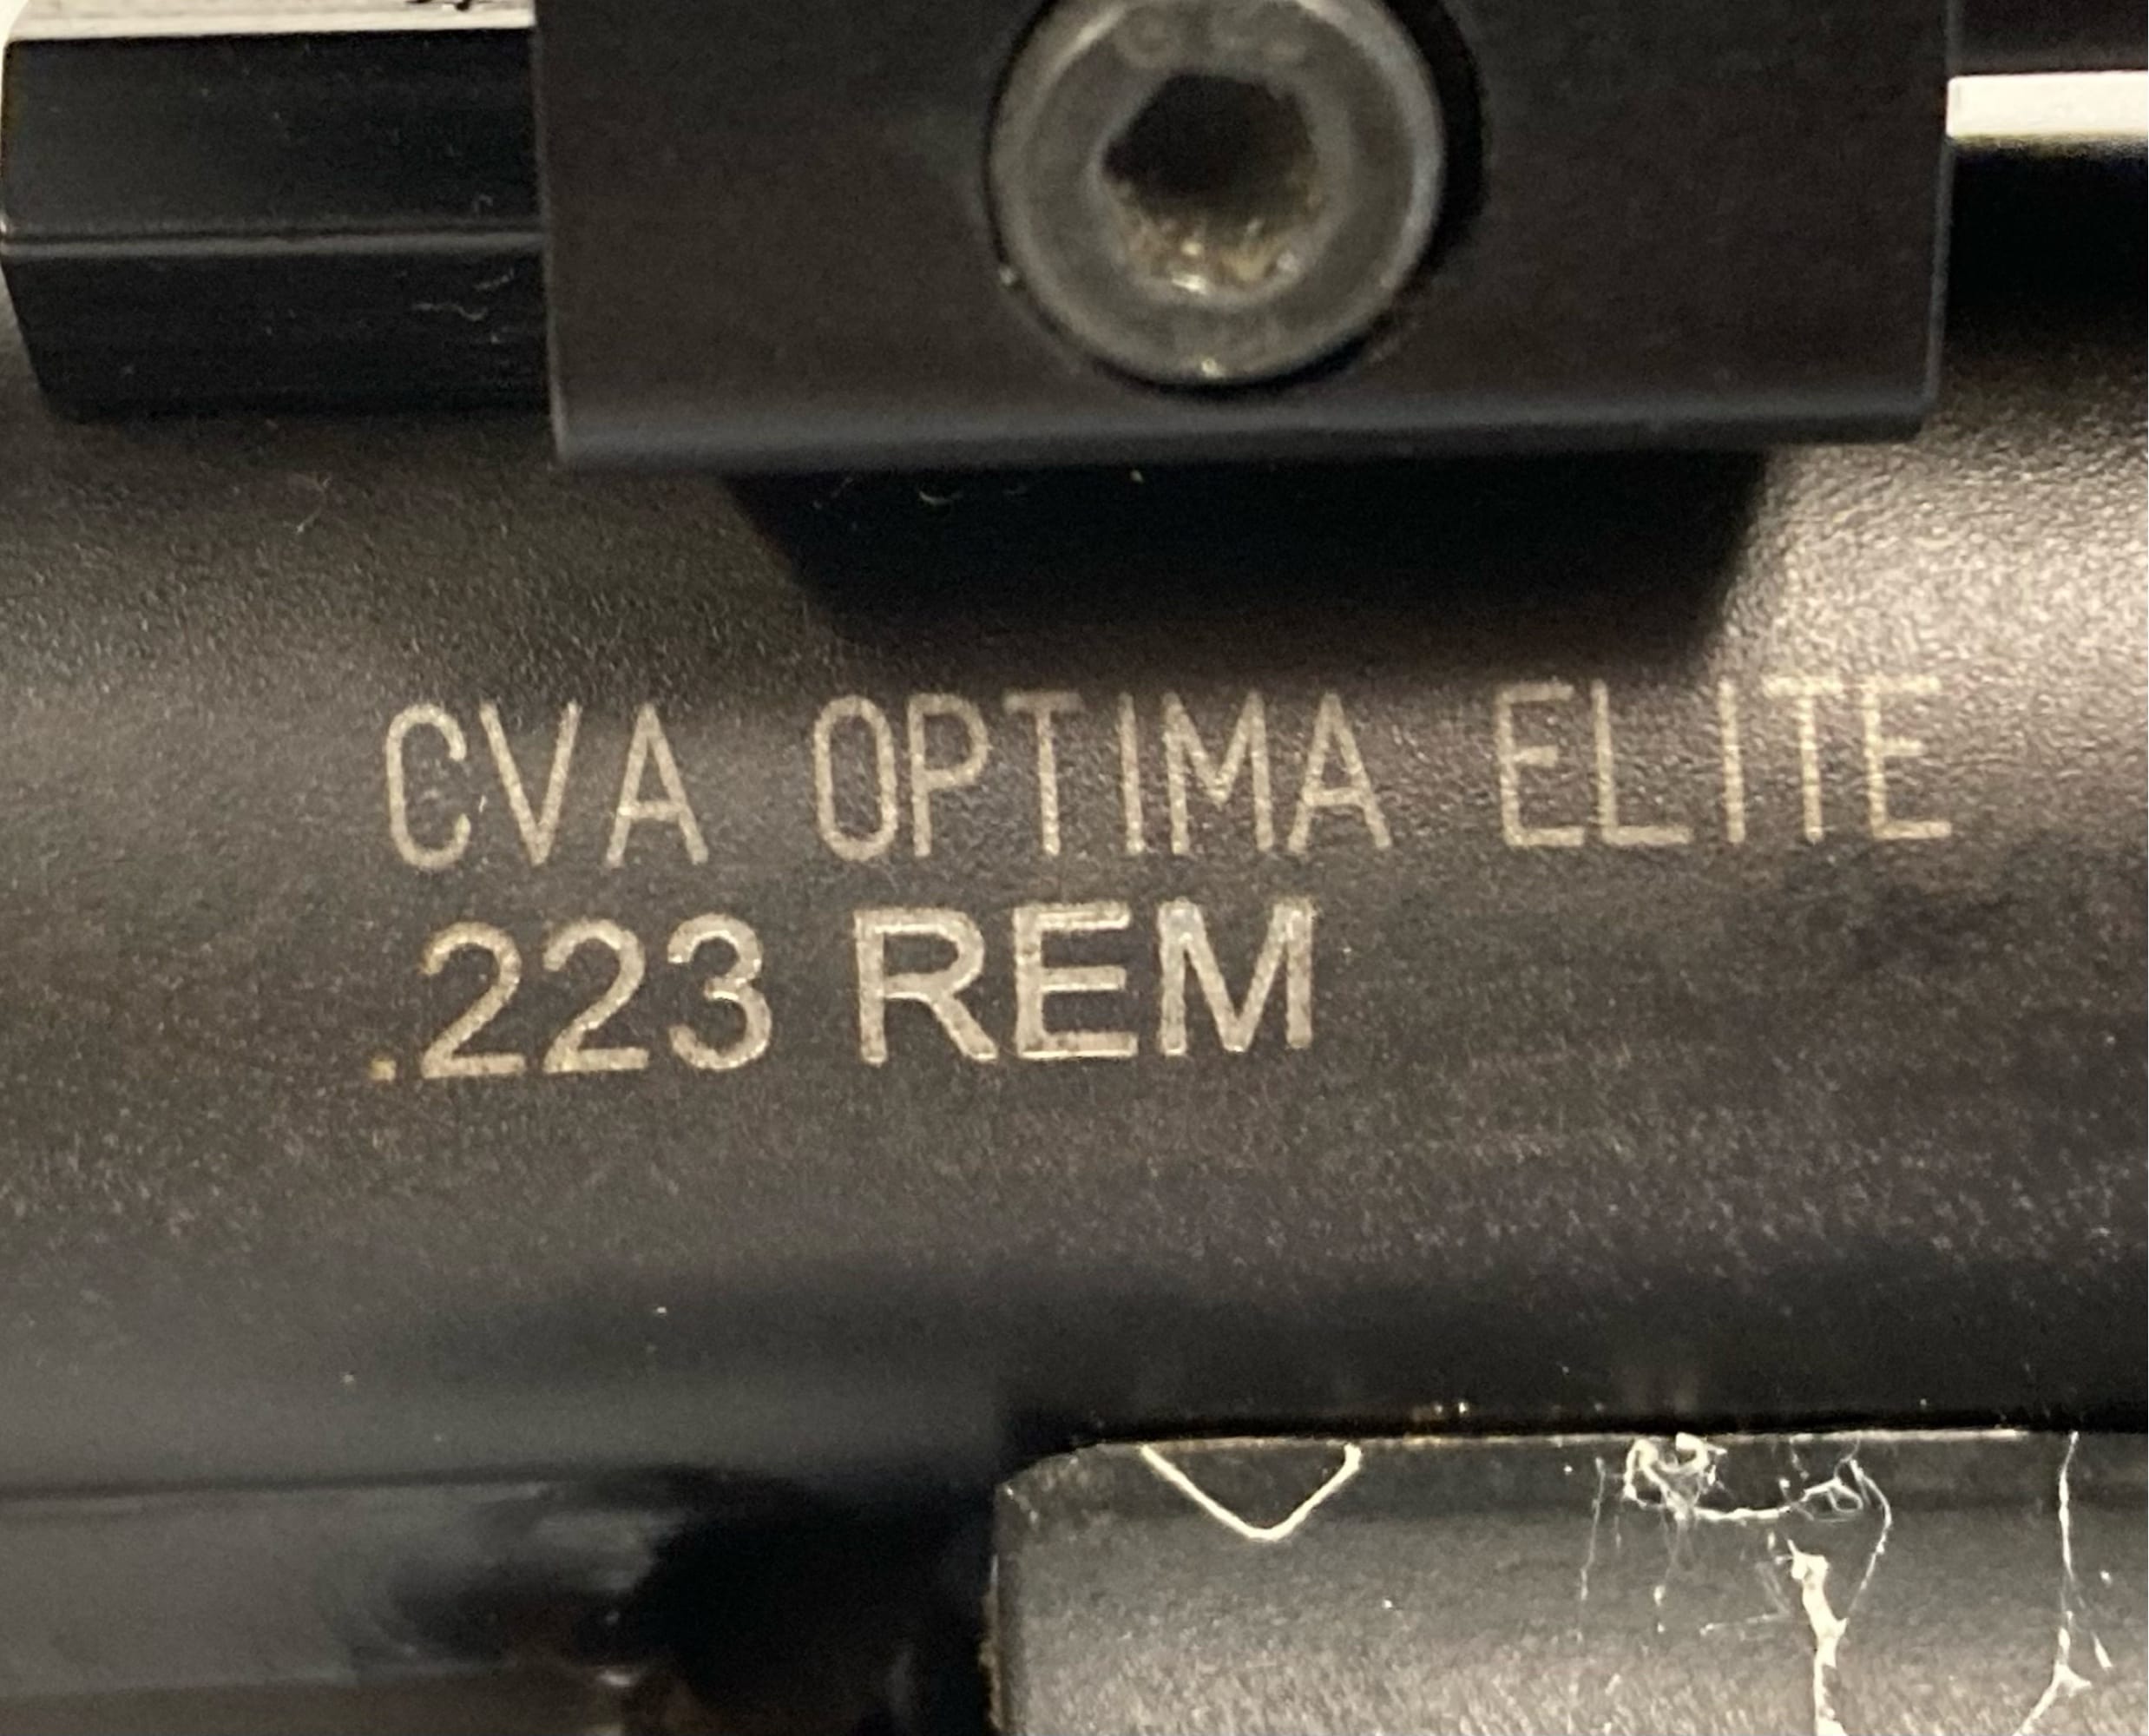 CVA OPTIMA ELITE
.223 REM